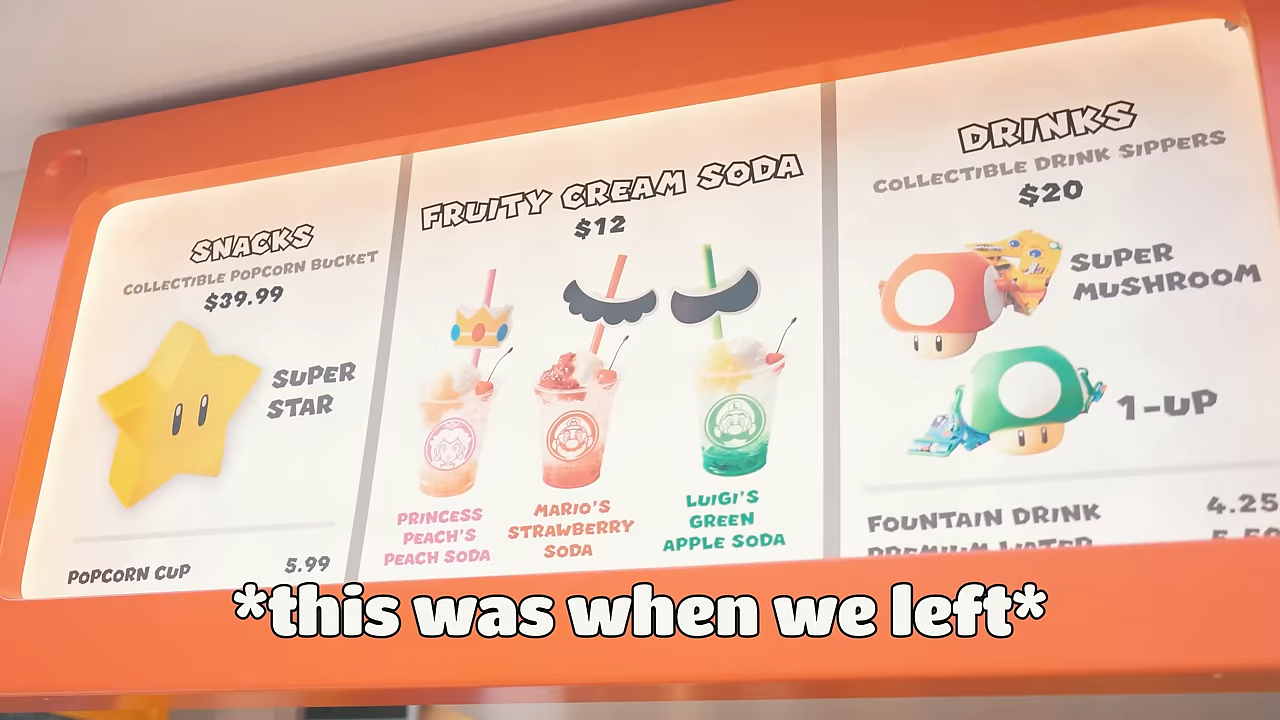 SNACKS
COLLECTIBLE POPCORN BUCKET
$39.99
SUPER
STAR
POPCORN CUP 5.99
FRUITY CREAM SODA
$12
PRINCESS
PEACH'S
PEACH SODA
MARIO'S
STRAWBERRY
SODA
L
LUIGI'S
GREEN
APPLE SODA
DRINKS
COLLECTIBLE DRINK SIPPERS
$20
SUPER
MUSHROOM
1-UP
FOUNTAIN DRINK 4.25
PREMIUM WATER
*this was when we left*